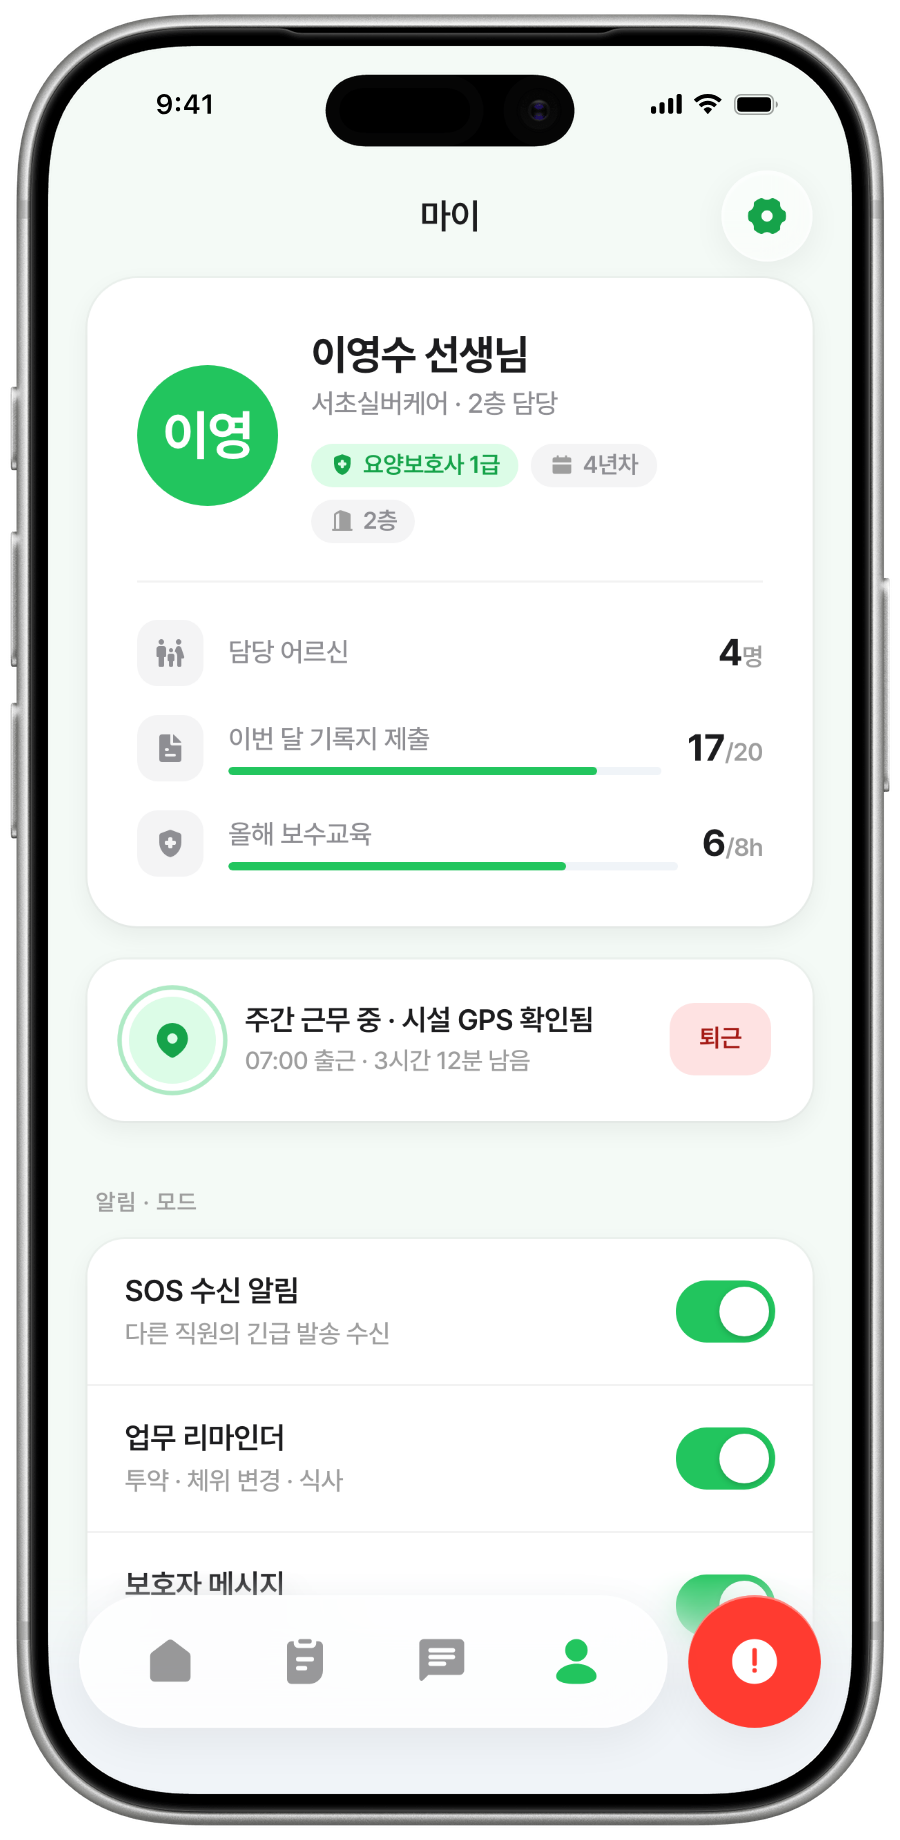 9:41
마이
이영
이영수 선생님
서초실버케어 · 2층 담당
요양보호사 1급
4년차
2층
담당 어르신
4명
이번 달 기록지 제출
17/20
올해 보수교육
6/8h
주간 근무 중 · 시설 GPS 확인됨
07:00 출근 · 3시간 12분 남음
퇴근
알림 · 모드
SOS 수신 알림
다른 직원의 긴급 발송 수신
업무 리마인더
투약 · 체위 변경 · 식사
보호자 메시지